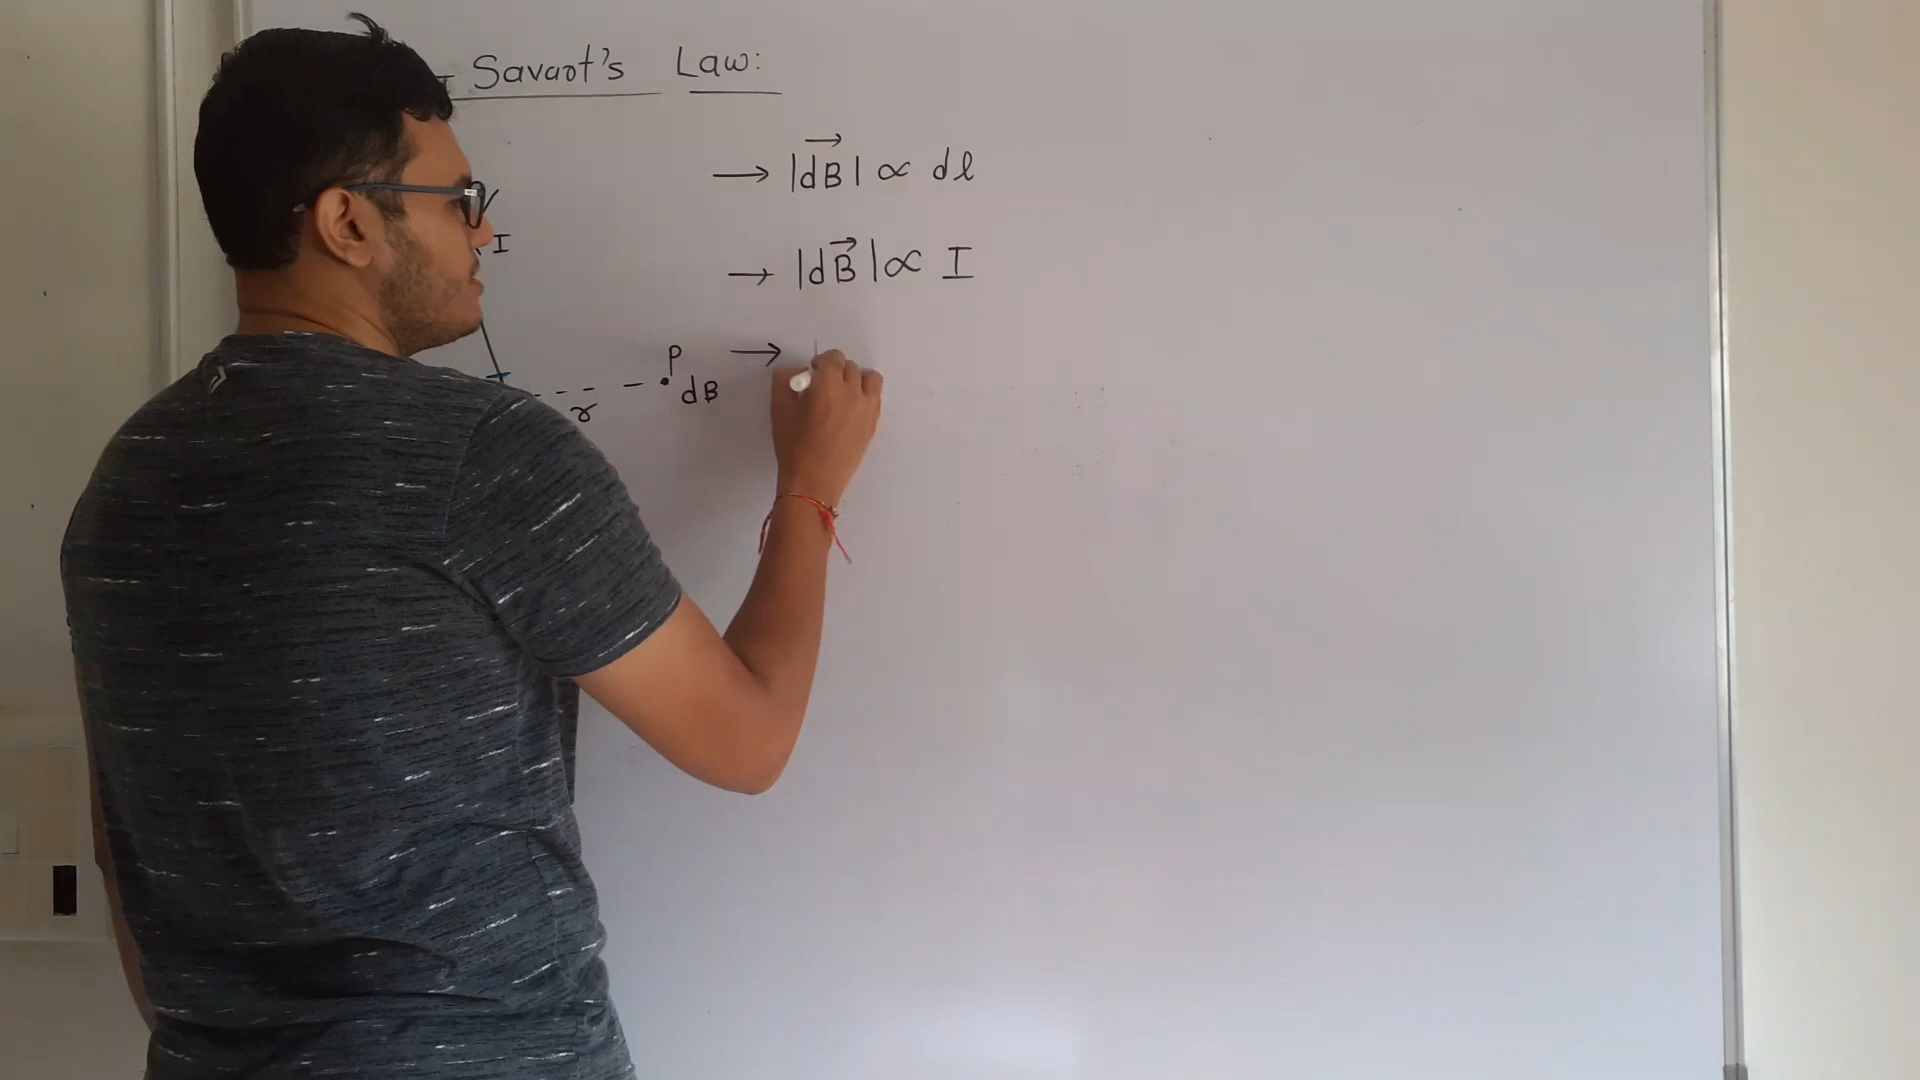 - Savart's Law:
→ |dB⃗| ∝ dl
I
→ |dB⃗| ∝ I
P
→ |
dB
r